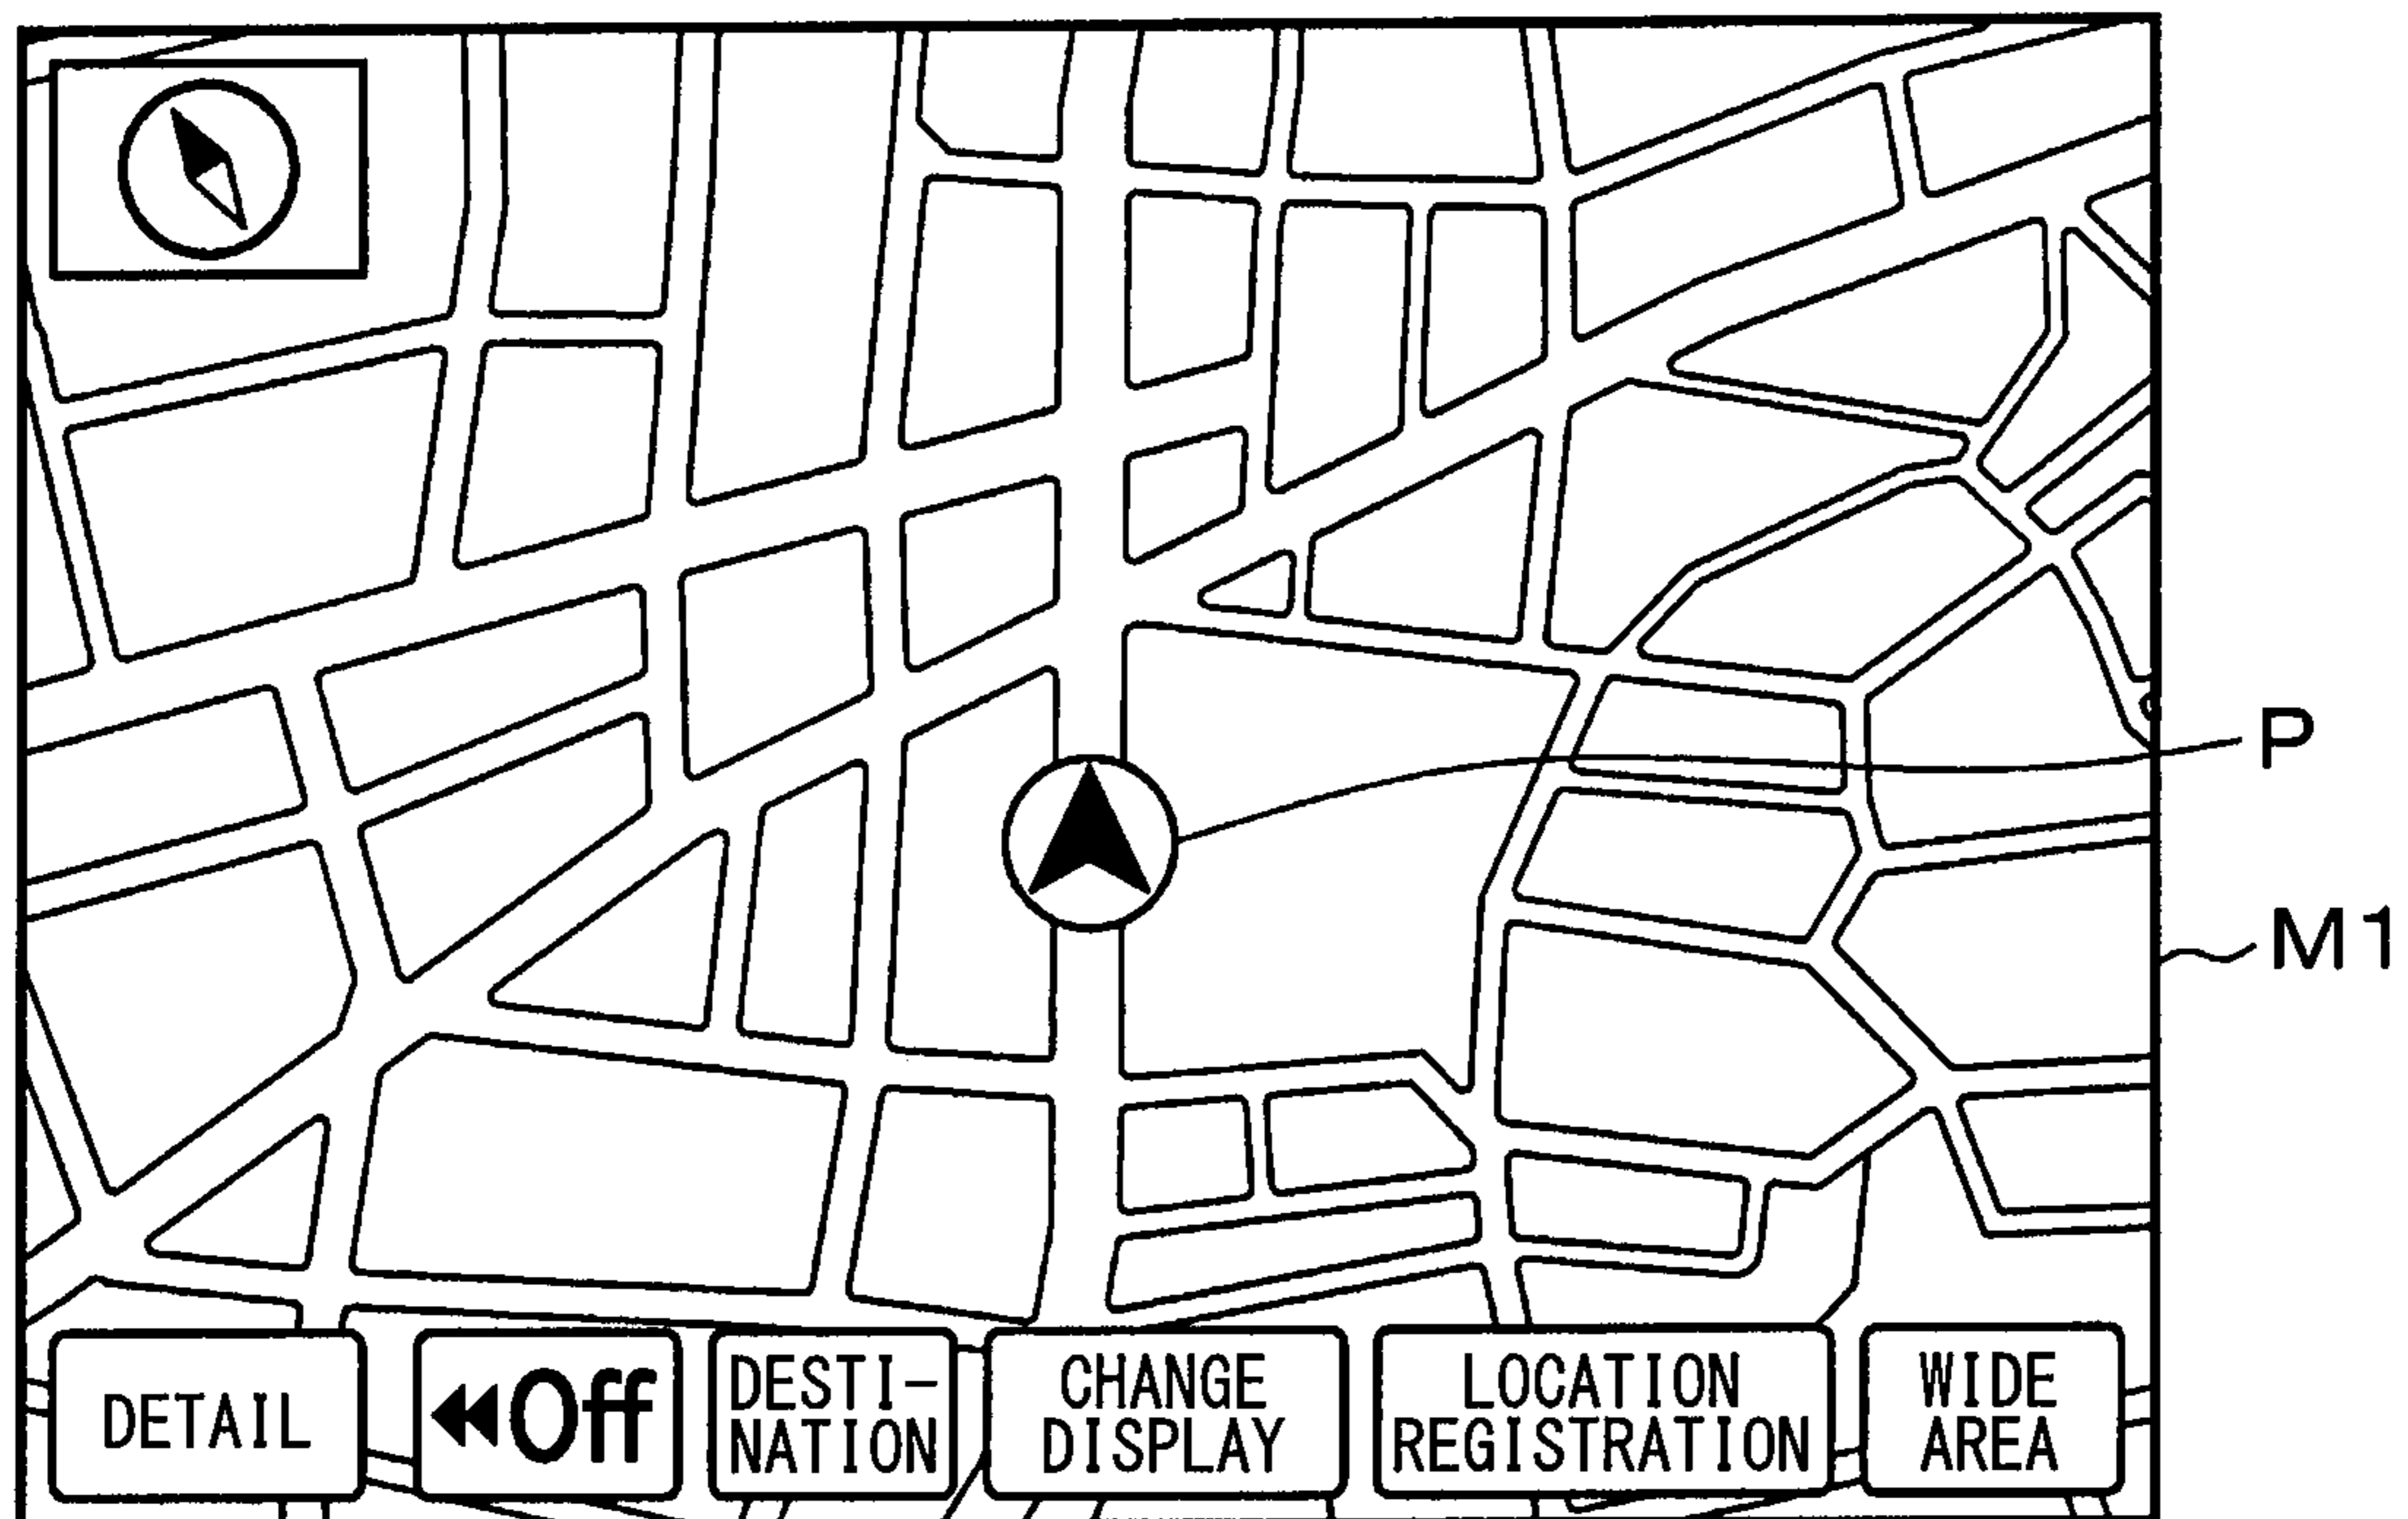 P
M1
DETAIL
Off
DESTI-
NATION
CHANGE
DISPLAY
LOCATION
REGISTRATION
WIDE
AREA